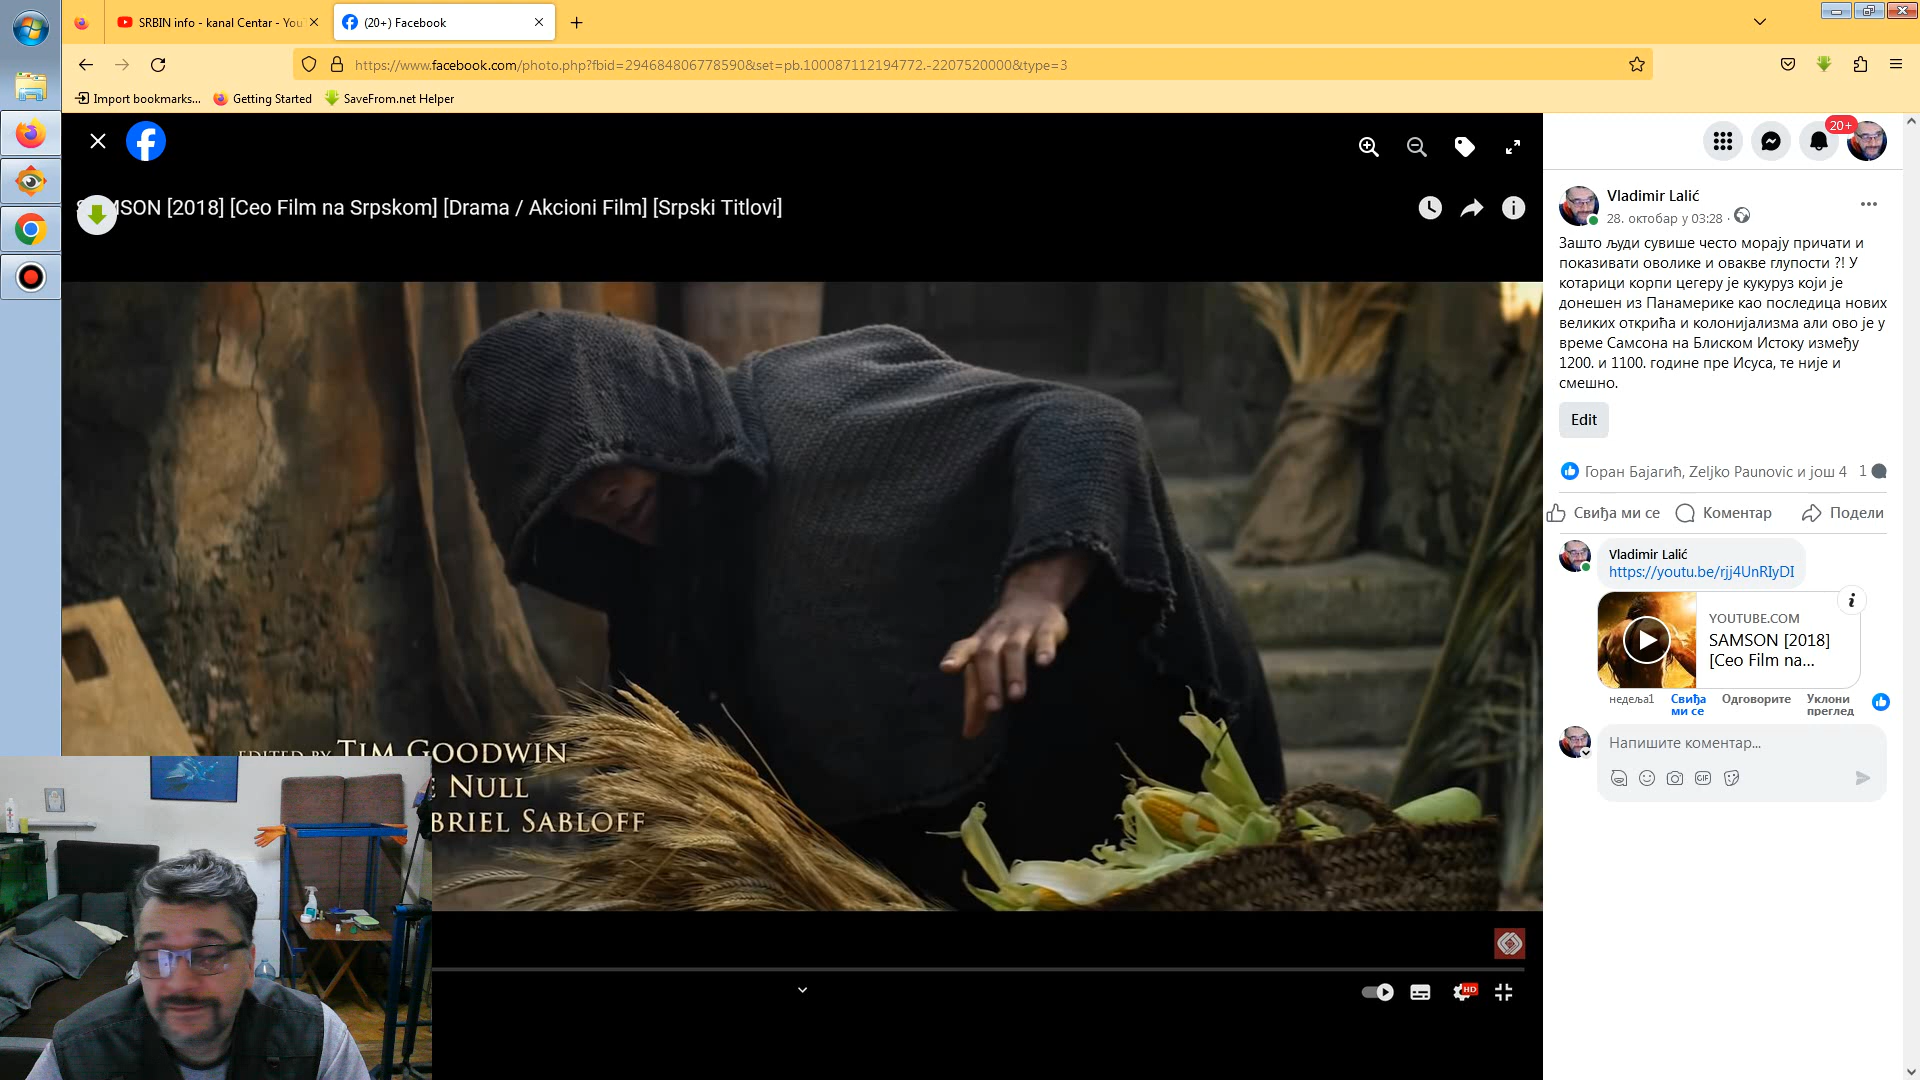 SRBIN info - kanal Centar - You
(20+) Facebook
https://www.facebook.com/photo.php?fbid=294684806778590&set=pb.100087112194772.-2207520000&type=3
Import bookmarks...
Getting Started
SaveFrom.net Helper
20+
SAMSON [2018] [Ceo Film na Srpskom] [Drama / Akcioni Film] [Srpski Titlovi]
EDITED BY TIM GOODWIN
NULL
BRIEL SABLOFF
HD
Vladimir Lalić
28. октобар у 03:28 ·
Зашто људи сувише често морају причати и
показивати оволике и овакве глупости ?! У
котарици корпи цегеру је кукуруз који је
донешен из Панамерике као последица нових
великих открића и колонијализма али ово је у
време Самсона на Блиском Истоку између
1200. и 1100. године пре Исуса, те није и
смешно.
Edit
Горан Бајагић, Zeljko Paunovic и још 4
1
Свиђа ми се
Коментар
Подели
Vladimir Lalić
https://youtu.be/rjj4UnRIyDI
YOUTUBE.COM
SAMSON [2018]
[Ceo Film na...
недеља1
Свиђа
ми се
Одговорите
Уклони
преглед
Напишите коментар...
GIF